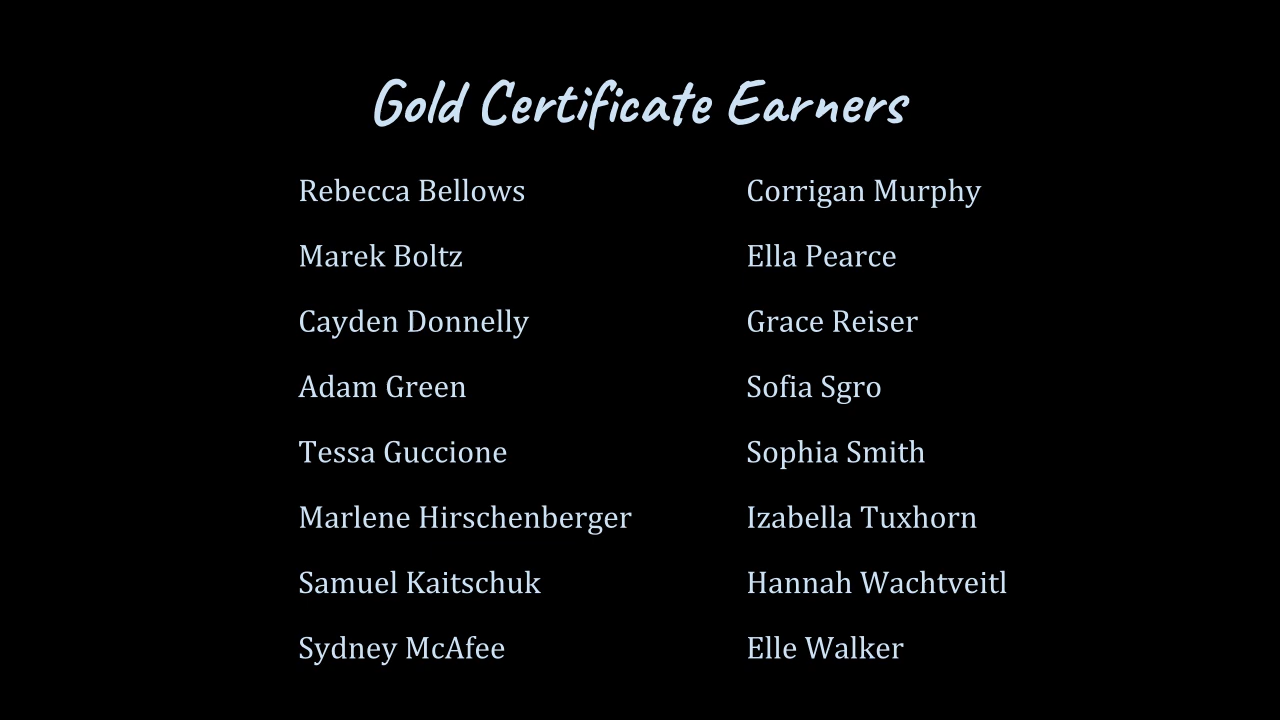 Gold Certificate Earners
Rebecca Bellows
Marek Boltz
Cayden Donnelly
Adam Green
Tessa Guccione
Marlene Hirschenberger
Samuel Kaitschuk
Sydney McAfee
Corrigan Murphy
Ella Pearce
Grace Reiser
Sofia Sgro
Sophia Smith
Izabella Tuxhorn
Hannah Wachtveitl
Elle Walker